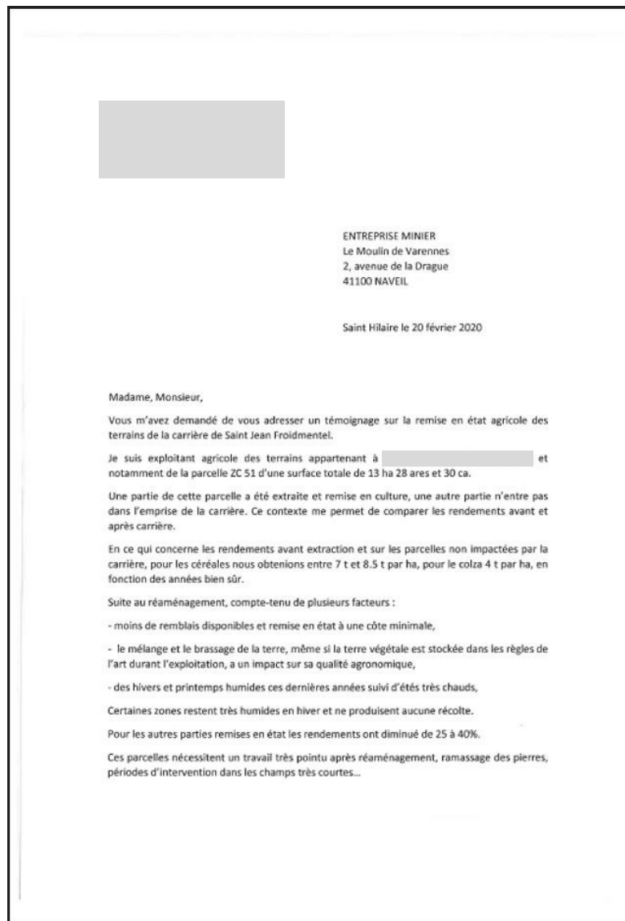 ENTREPRISE MINIER
Le Moulin de Varennes
2, avenue de la Drague
41100 NAVEIL
Saint Hilaire le 20 février 2020
Madame, Monsieur,
Vous m'avez demandé de vous adresser un témoignage sur la remise en état agricole des
terrains de la carrière de Saint Jean Froidmentel.
Je suis exploitant agricole des terrains appartenant à et
notamment de la parcelle ZC 51 d'une surface totale de 13 ha 28 ares et 30 ca.
Une partie de cette parcelle a été extraite et remise en culture, une autre partie n'entre pas
dans l'emprise de la carrière. Ce contexte me permet de comparer les rendements avant et
après carrière.
En ce qui concerne les rendements avant extraction et sur les parcelles non impactées par la
carrière, pour les céréales nous obtenions entre 7 t et 8.5 t par ha, pour le colza 4 t par ha, en
fonction des années bien sûr.
Suite au réaménagement, compte-tenu de plusieurs facteurs :
- moins de remblais disponibles et remise en état à une côte minimale,
- le mélange et le brassage de la terre, même si la terre végétale est stockée dans les règles de
l'art durant l'exploitation, a un impact sur sa qualité agronomique,
- des hivers et printemps humides ces dernières années suivi d'étés très chauds,
Certaines zones restent très humides en hiver et ne produisent aucune récolte.
Pour les autres parties remises en état les rendements ont diminué de 25 à 40%.
Ces parcelles nécessitent un travail très pointu après réaménagement, ramassage des pierres,
périodes d'intervention dans les champs très courtes...